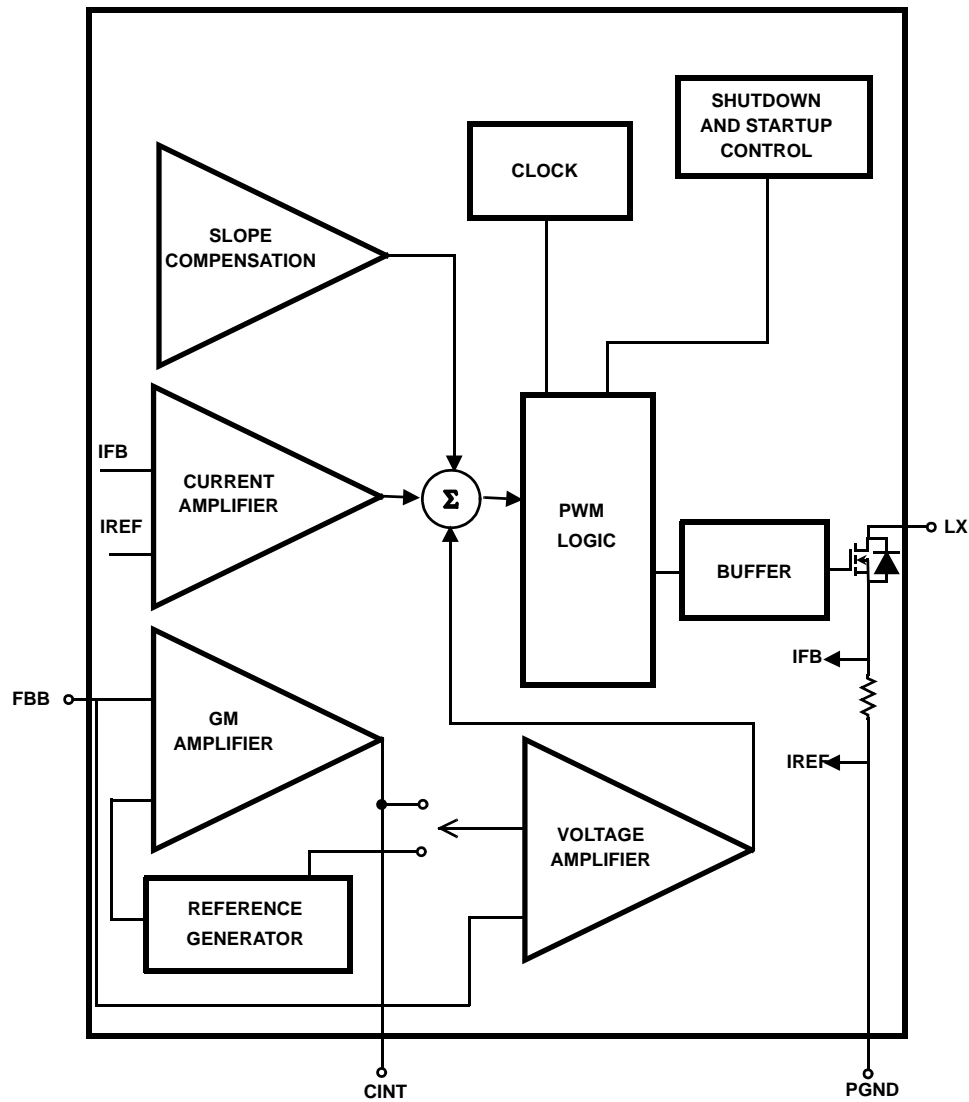 SHUTDOWN
AND STARTUP
CONTROL
CLOCK
SLOPE
COMPENSATION
IFB
CURRENT
AMPLIFIER
IREF
Σ
PWM
LOGIC
LX
BUFFER
IFB
FBB
GM
AMPLIFIER
IREF
VOLTAGE
AMPLIFIER
REFERENCE
GENERATOR
CINT
PGND